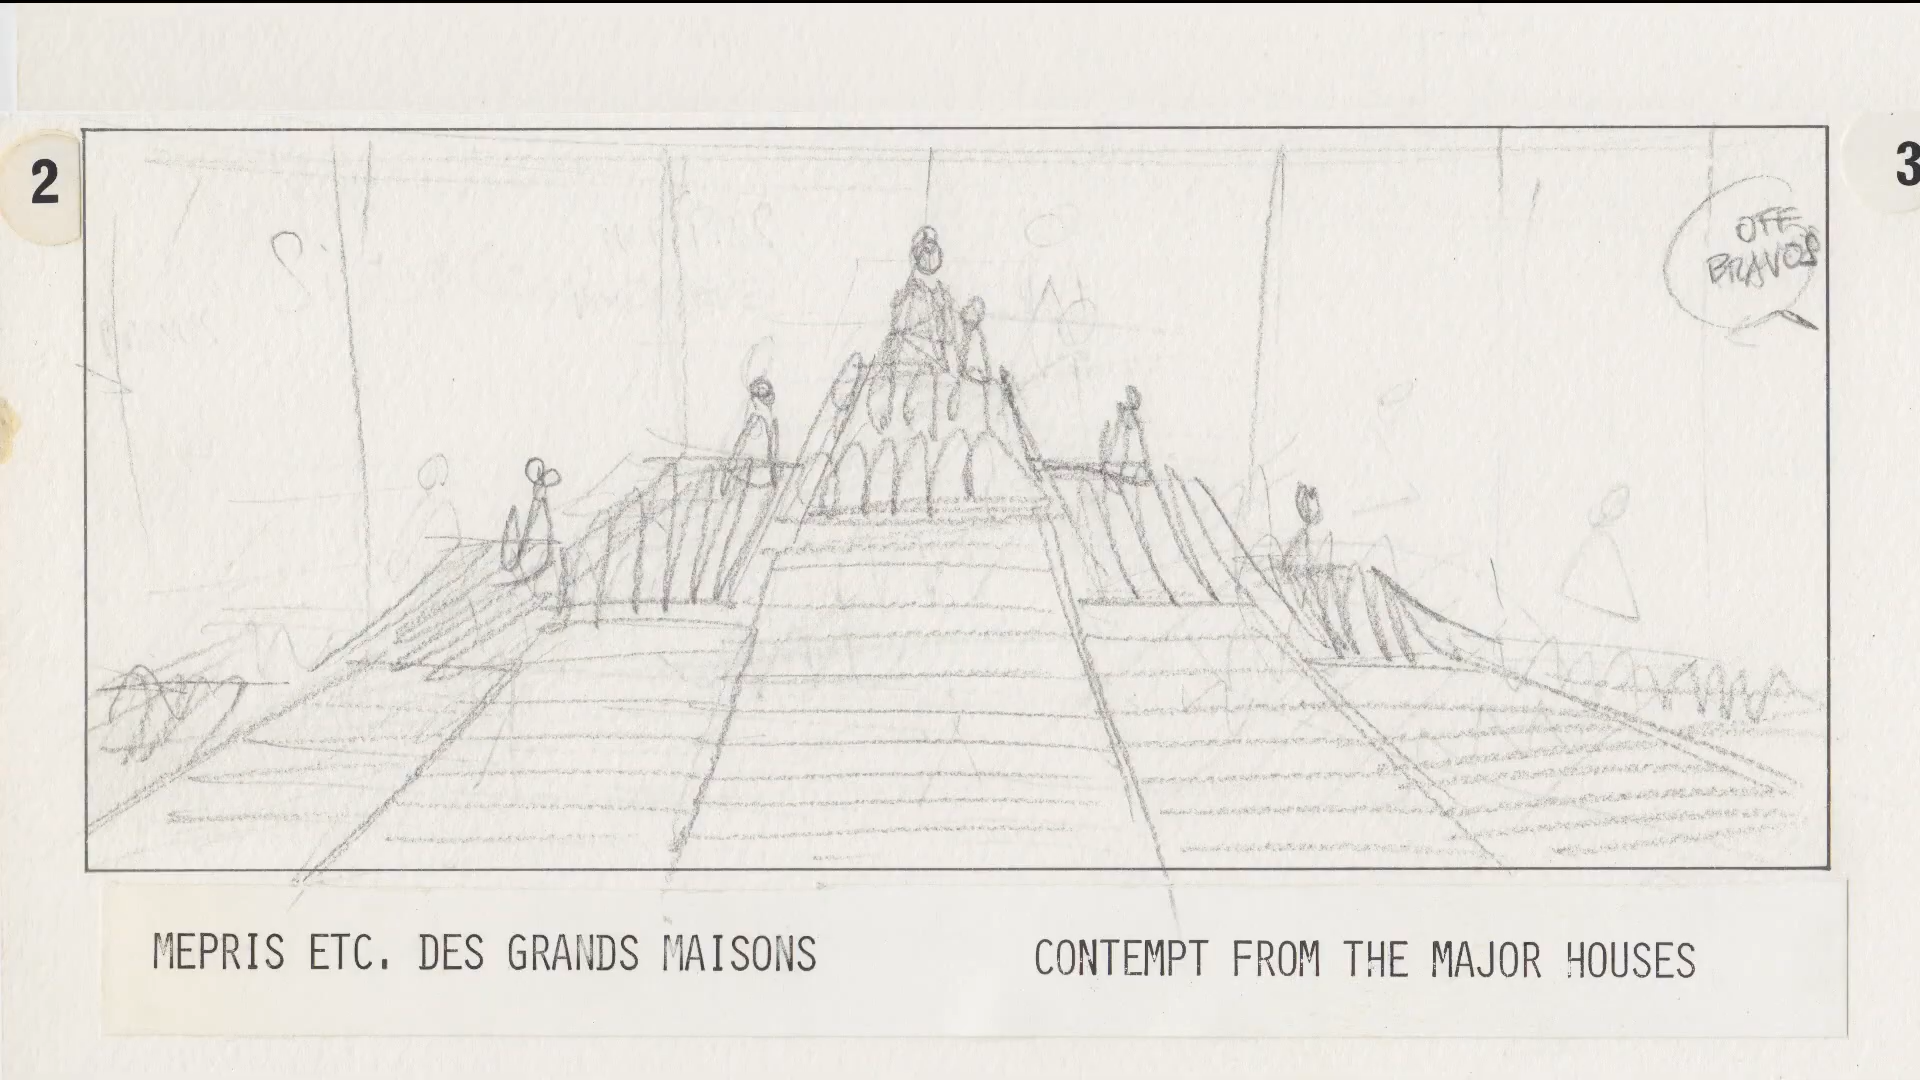 2
3
OFF
BRAVOS
MEPRIS ETC. DES GRANDS MAISONS
CONTEMPT FROM THE MAJOR HOUSES